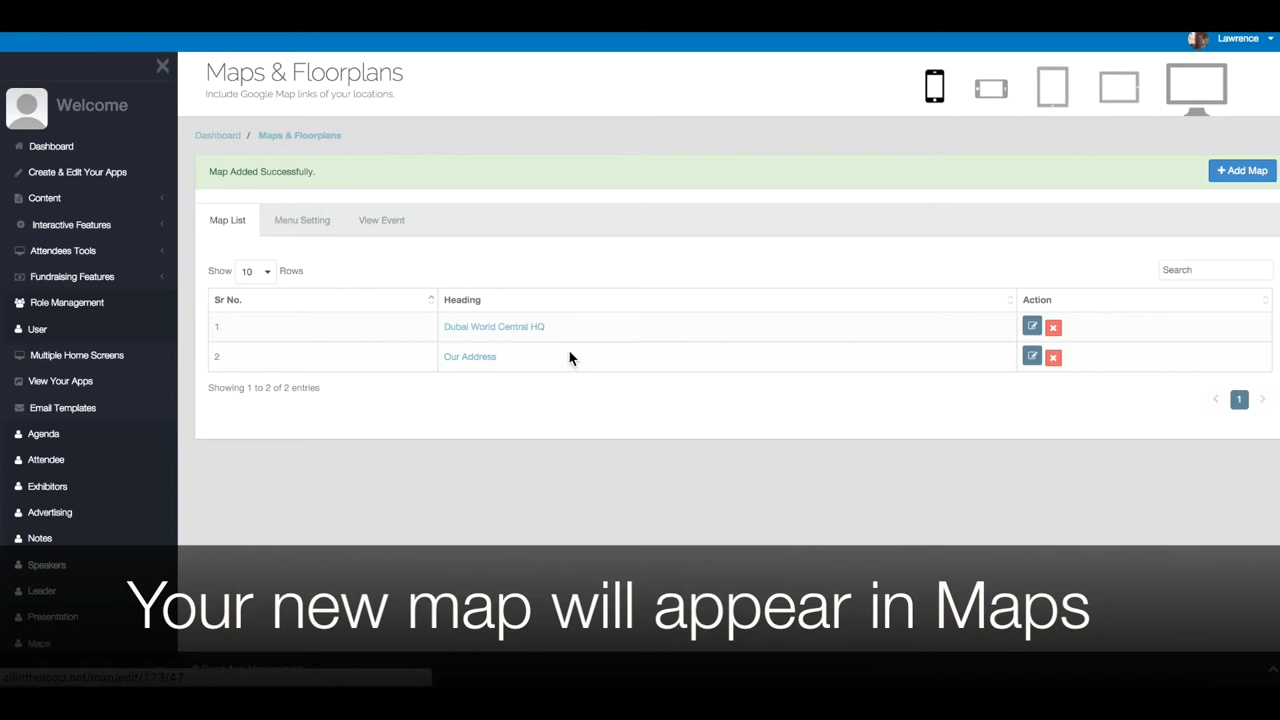 Lawrence
Maps & Floorplans
Include Google Map links of your locations.
Welcome
Dashboard
Create & Edit Your Apps
Content
Interactive Features
Attendees Tools
Fundraising Features
Role Management
User
Multiple Home Screens
View Your Apps
Email Templates
Agenda
Attendee
Exhibitors
Advertising
Notes
Speakers
Leader
Presentation
Maps
Dashboard / Maps & Floorplans
Map Added Successfully.
+ Add Map
Map List Menu Setting View Event
Show 10 Rows
Search
Sr No. Heading Action
1 Dubai World Central HQ
2 Our Address
Showing 1 to 2 of 2 entries
1
Your new map will appear in Maps
allintheloop.net/map/edit/173/47